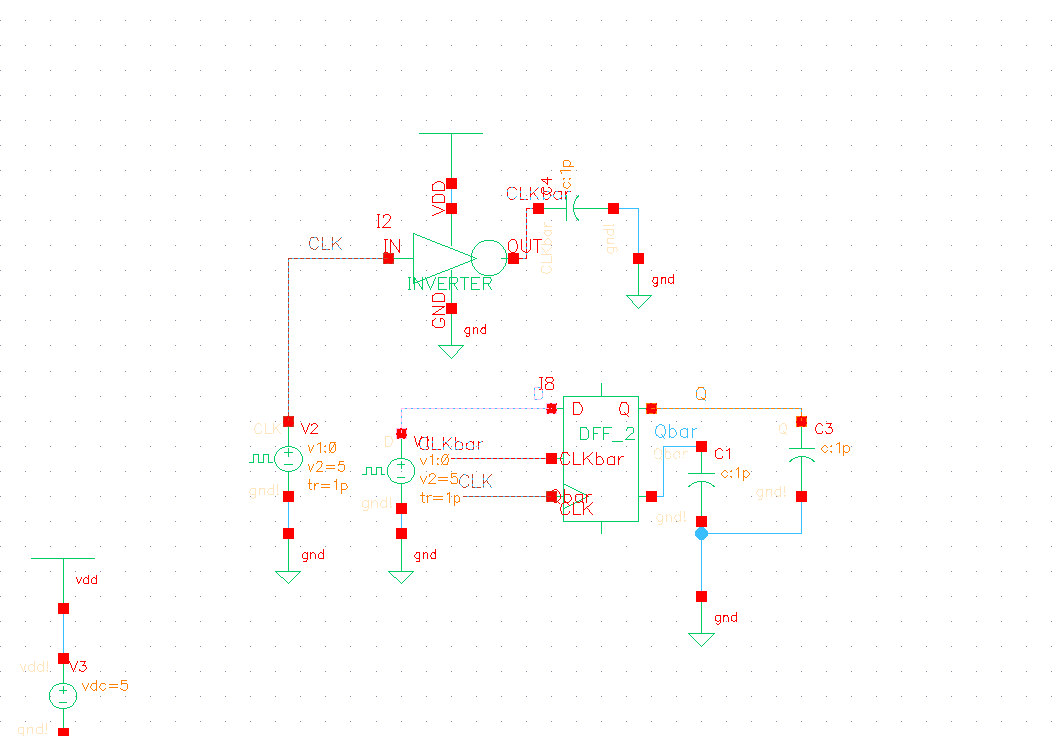 c:1p
C4
CLKbar
VDD
I2
CLK
IN
OUT
CLKbar
gnd!
INVERTER
gnd
GND
gnd
I8
D
D
Q
Q
CLK
V2
D
CLKbar
DFF_2
Qbar
Q
C3
v1:0
v1:0
CLKbar
Qbar
C1
c:1p
v2=5
v2=5
CLK
c:1p
tr=1p
tr=1p
Qbar
CLK
gnd!
gnd!
gnd!
gnd!
gnd
gnd
vdd
gnd
vdd!
V3
vdc=5
gnd!